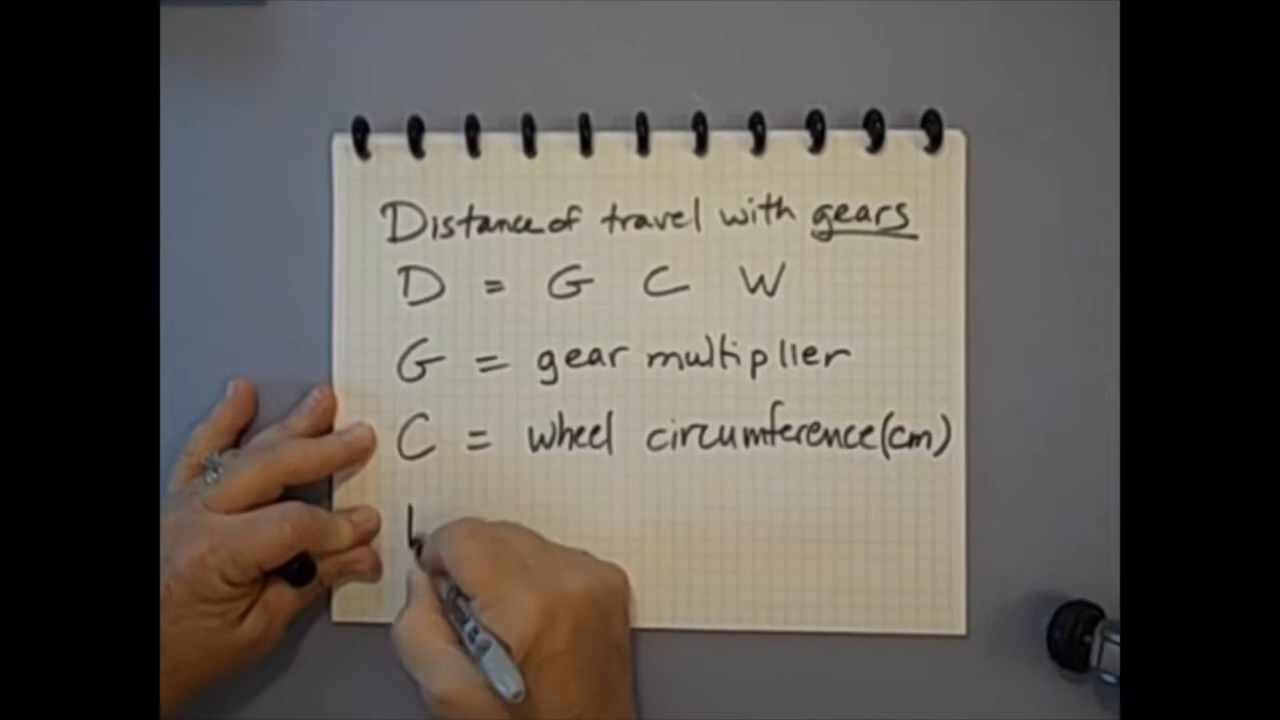 Distance of travel with gears
D = G C W
G = gear multiplier
C = wheel circumference(cm)